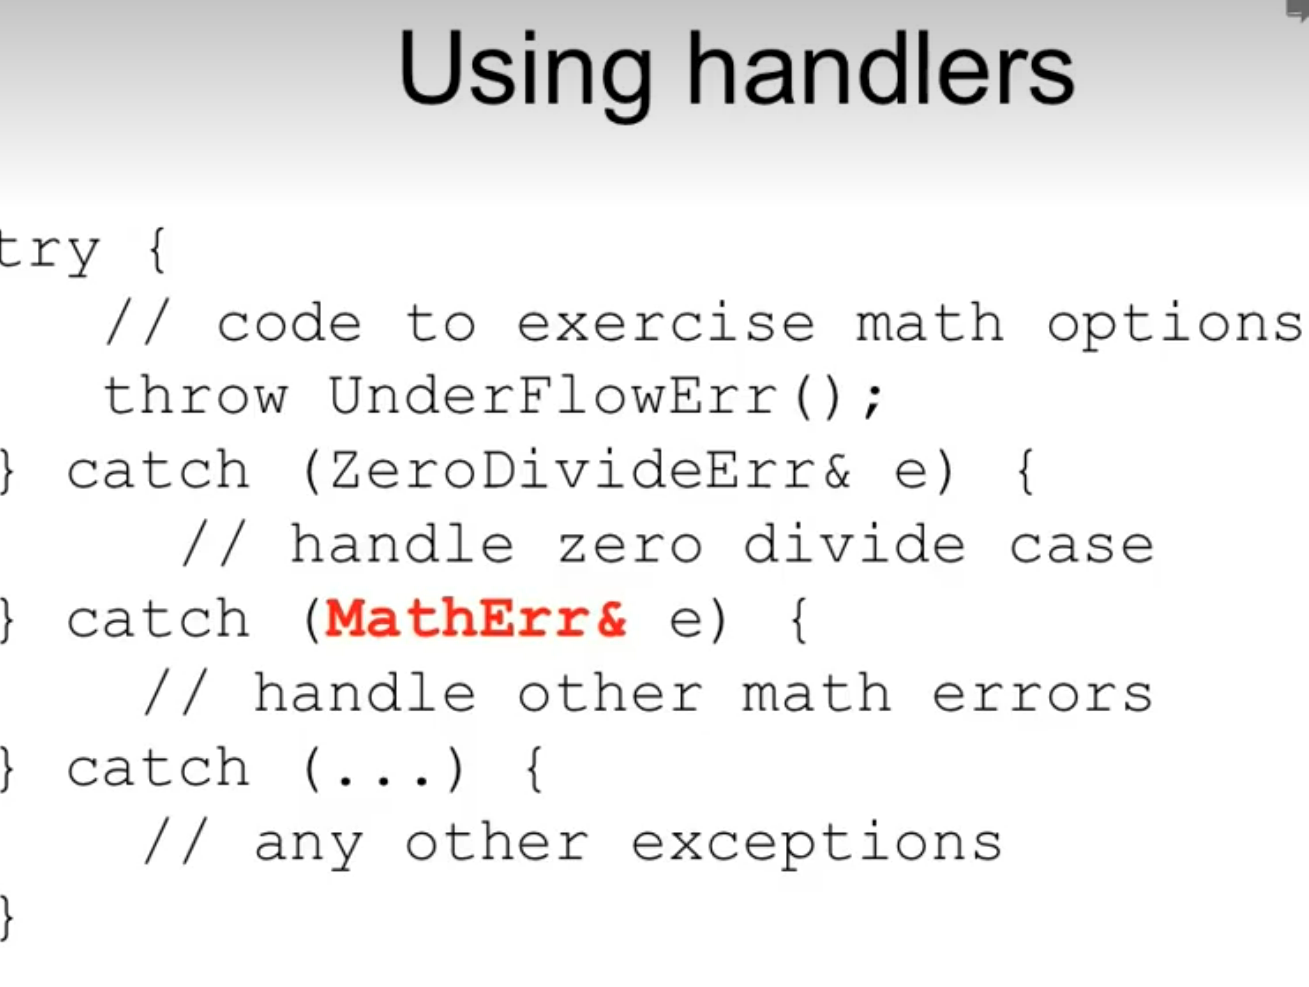 Using handlers
try {
// code to exercise math options
throw UnderFlowErr();
} catch (ZeroDivideErr& e) {
// handle zero divide case
} catch (MathErr& e) {
// handle other math errors
} catch (...) {
// any other exceptions
}